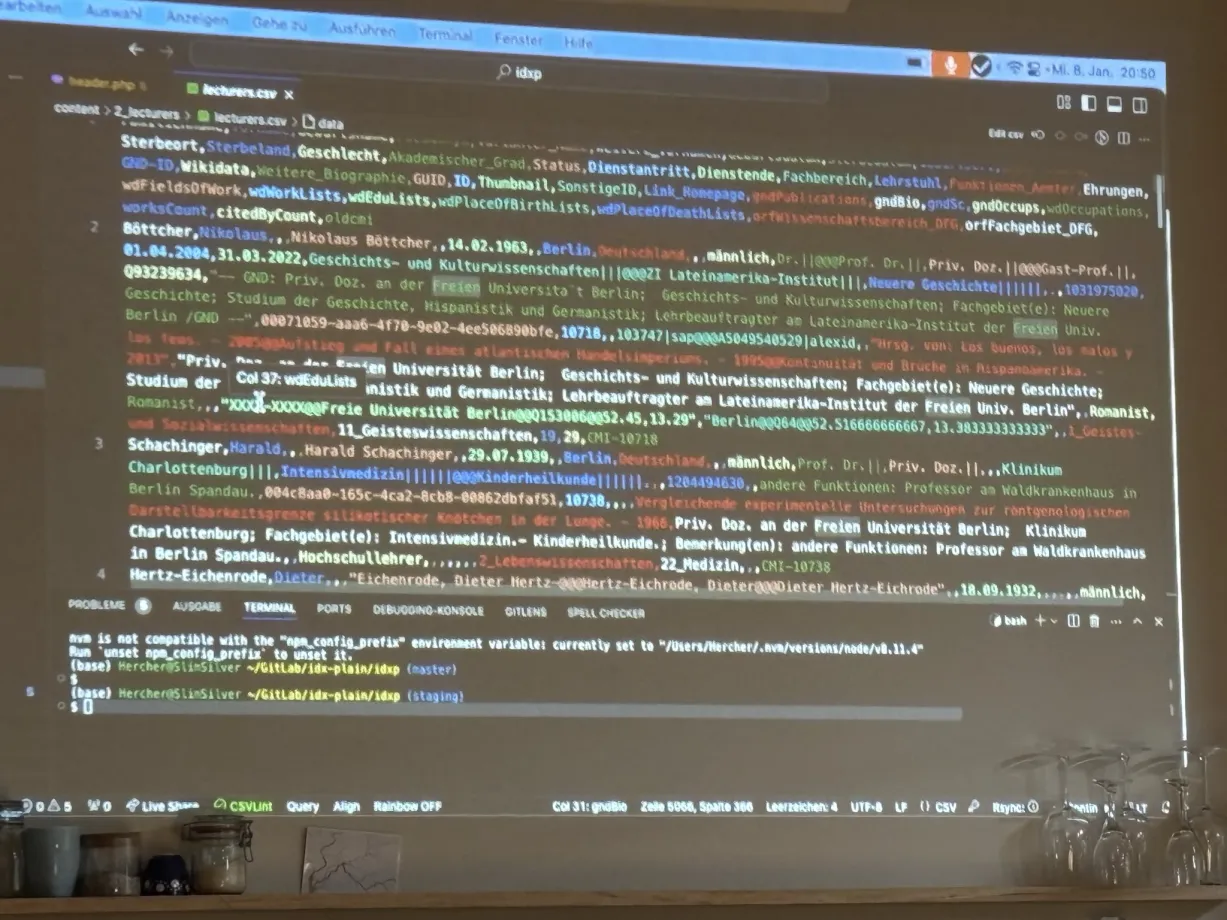 earbeiten Auswahl Anzeigen Gehe zu Ausführen Terminal Fenster Hilfe
Mi. 8. Jan. 20:50
idxp
header.php 5
lecturers.csv
content > 2_lecturers > lecturers.csv > data
Edit csv
Sterbeort,Sterbeland,Geschlecht,Akademischer_Grad,Status,Dienstantritt,Dienstende,Fachbereich,Lehrstuhl,Funktionen_Aemter,Ehrungen,
GND-ID,Wikidata,Weitere_Biographie,GUID,ID,Thumbnail,SonstigeID,Link_Homepage,gndPublications,gndBio,gndSc,gndOccups,wdOccupations,
wdFieldsOfWork,wdWorkLists,wdEduLists,wdPlaceOfBirthLists,wdPlaceOfDeathLists,orfWissenschaftsbereich_DFG,orfFachgebiet_DFG,
worksCount,citedByCount,oldcmi
2 Böttcher,Nikolaus,,,Nikolaus Böttcher,,14.02.1963,,Berlin,Deutschland,,,männlich,Dr.||@@@Prof. Dr.||,Priv. Doz.||@@@Gast-Prof.||,
01.04.2004,31.03.2022,Geschichts- und Kulturwissenschaften|||@@@ZI Lateinamerika-Institut|||,Neuere Geschichte||||||,,,1031975020,
Q93239634,"-- GND: Priv. Doz. an der Freien Universita¨t Berlin; Geschichts- und Kulturwissenschaften; Fachgebiet(e): Neuere
Geschichte; Studium der Geschichte, Hispanistik und Germanistik; Lehrbeauftragter am Lateinamerika-Institut der Freien Univ.
Berlin /GND --",00071059-aaa6-4f70-9e02-4ee506890bfe,10718,,103747|sap@@@A5049540529|alexid,,"Hrsg. von: Los buenos, los malos y
los feos. - 2005@@Aufstieg und Fall eines atlantischen Handelsimperiums. - 1995@@Kontinuität und Brüche in Hispanoamerika. -
2013","Priv. Doz. an der Freien Universität Berlin; Geschichts- und Kulturwissenschaften; Fachgebiet(e): Neuere Geschichte;
Col 37: wdEduLists
Studium der nistik und Germanistik; Lehrbeauftragter am Lateinamerika-Institut der Freien Univ. Berlin",,Romanist,
Romanist,,,"XXXX-XXXX@@Freie Universität Berlin@@Q153006@@52.45,13.29","Berlin@@Q64@@52.516666666667,13.383333333333",,1_Geistes-
und Sozialwissenschaften,11_Geisteswissenschaften,19,29,CMI-10718
3 Schachinger,Harald,,,Harald Schachinger,,29.07.1939,,Berlin,Deutschland,,,männlich,Prof. Dr.||,Priv. Doz.||,,,Klinikum
Charlottenburg|||,Intensivmedizin||||||@@@Kinderheilkunde||||||,,,1204494630,,andere Funktionen: Professor am Waldkrankenhaus in
Berlin Spandau.,004c8aa0-165c-4ca2-8cb8-00862dbfaf51,10738,,,,Vergleichende experimentelle Untersuchungen zur röntgenologischen
Darstellbarkeitsgrenze silikotischer Knötchen in der Lunge. - 1966,Priv. Doz. an der Freien Universität Berlin; Klinikum
Charlottenburg; Fachgebiet(e): Intensivmedizin.- Kinderheilkunde.; Bemerkung(en): andere Funktionen: Professor am Waldkrankenhaus
in Berlin Spandau.,,Hochschullehrer,,,,,,2_Lebenswissenschaften,22_Medizin,,,CMI-10738
4 Hertz-Eichenrode,Dieter,,,"Eichenrode, Dieter Hertz-@@@Hertz-Eichrode, Dieter@@@Dieter Hertz-Eichrode",,18.09.1932,,,,,,männlich,
PROBLEME 5 AUSGABE TERMINAL PORTS DEBUGGING-KONSOLE GITLENS SPELL CHECKER
bash
nvm is not compatible with the "npm_config_prefix" environment variable: currently set to "/Users/Hercher/.nvm/versions/node/v8.11.4"
Run `unset npm_config_prefix` to unset it.
(base) Hercher@SlimSilver ~/GitLab/idx-plain/idxp (master)
$
(base) Hercher@SlimSilver ~/GitLab/idx-plain/idxp (staging)
$
0 5 0 Live Share CSVLint Query Align Rainbow OFF Col 31: gndBio Zeile 5066, Spalte 366 Leerzeichen: 4 UTF-8 LF () CSV Rsync: